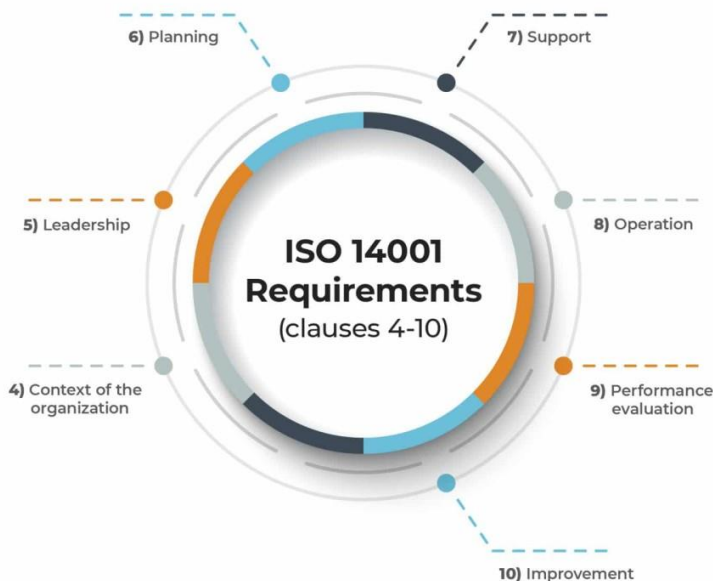 6) Planning
7) Support
5) Leadership
8) Operation
ISO 14001
Requirements
(clauses 4-10)
4) Context of the
organization
9) Performance
evaluation
10) Improvement